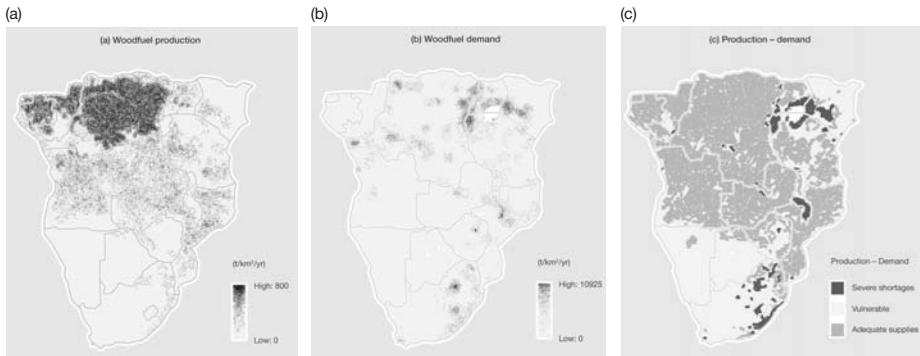 (a)
(b)
(c)
(a) Woodfuel production
(b) Woodfuel demand
(c) Production – demand
(t/km²/yr)
High: 800
Low: 0
(t/km²/yr)
High: 10925
Low: 0
Production – Demand
Severe shortages
Vulnerable
Adequate supplies